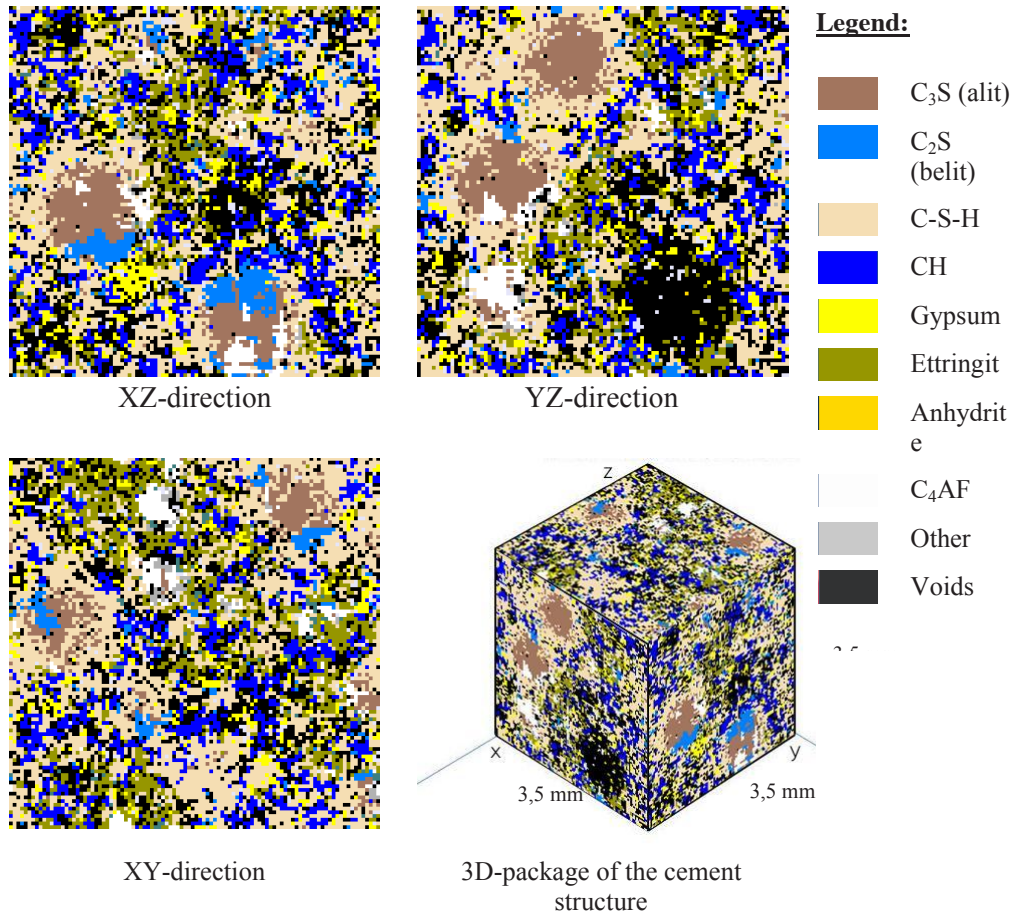 Legend:
C₃S (alit)
C₂S
(belit)
C-S-H
CH
Gypsum
Ettringit
Anhydrit
e
C₄AF
Other
Voids
XZ-direction
YZ-direction
z
x
y
3,5 mm
3,5 mm
XY-direction
3D-package of the cement
structure